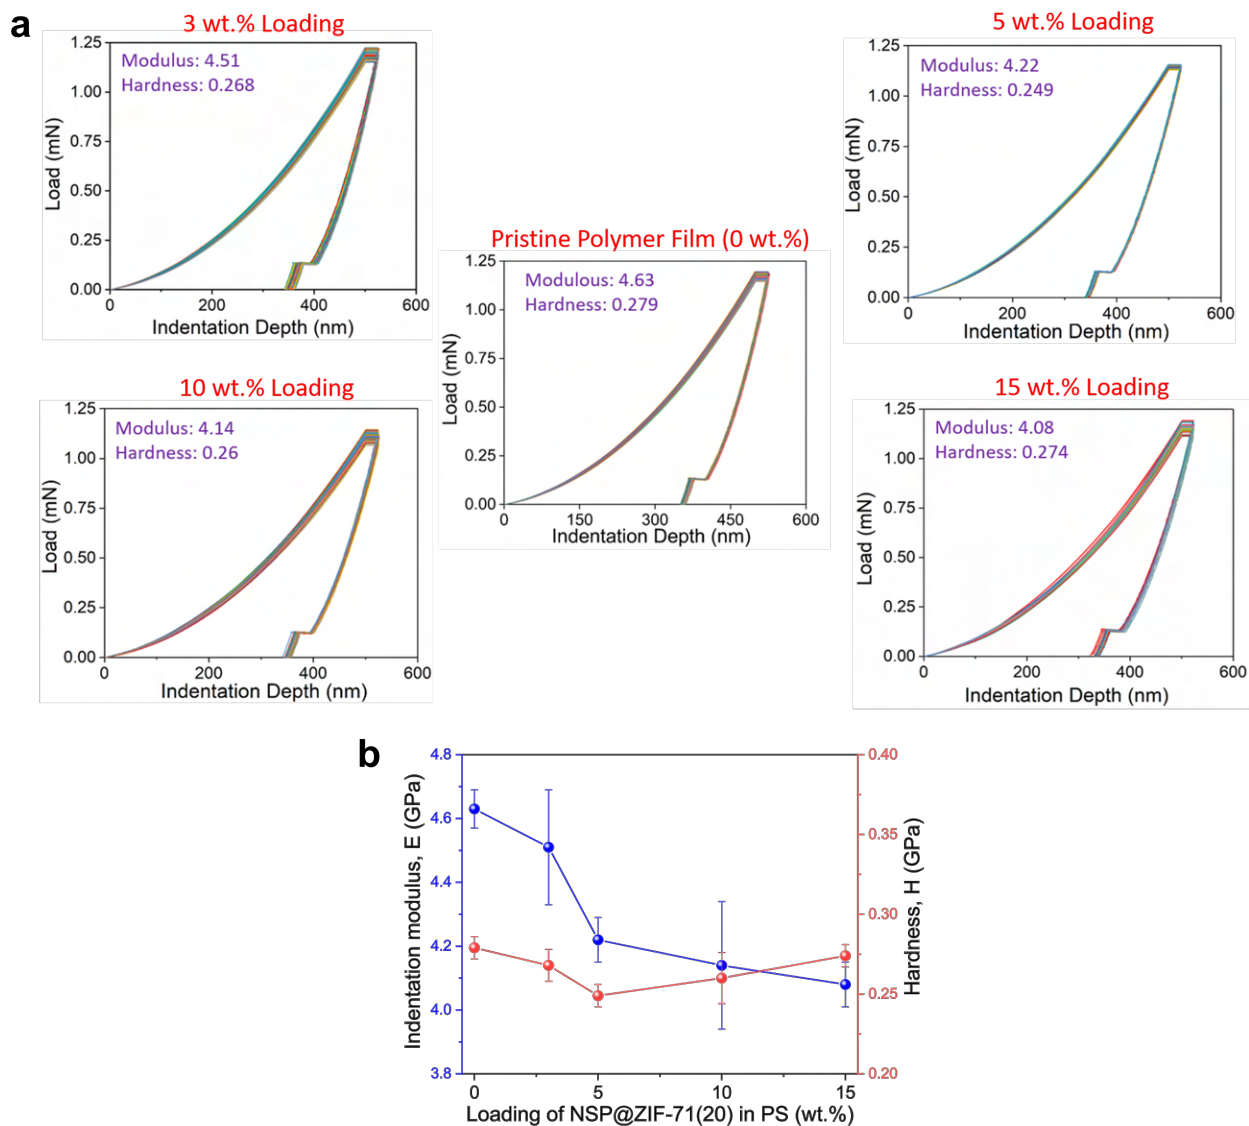 a
3 wt.% Loading
Modulus: 4.51
Hardness: 0.268
1.25
1.00
0.75
0.50
0.25
0.00
Load (mN)
0 200 400 600
Indentation Depth (nm)
5 wt.% Loading
Modulus: 4.22
Hardness: 0.249
1.25
1.00
0.75
0.50
0.25
0.00
Load (mN)
0 200 400 600
Indentation Depth (nm)
Pristine Polymer Film (0 wt.%)
Modulous: 4.63
Hardness: 0.279
1.25
1.00
0.75
0.50
0.25
0.00
Load (mN)
0 150 300 450 600
Indentation Depth (nm)
10 wt.% Loading
Modulus: 4.14
Hardness: 0.26
1.25
1.00
0.75
0.50
0.25
0.00
Load (mN)
0 200 400 600
Indentation Depth (nm)
15 wt.% Loading
Modulus: 4.08
Hardness: 0.274
1.25
1.00
0.75
0.50
0.25
0.00
Load (mN)
0 200 400 600
Indentation Depth (nm)
b
4.8
4.6
4.4
4.2
4.0
3.8
Indentation modulus, E (GPa)
0.40
0.35
0.30
0.25
0.20
Hardness, H (GPa)
0 5 10 15
Loading of NSP@ZIF-71(20) in PS (wt.%)